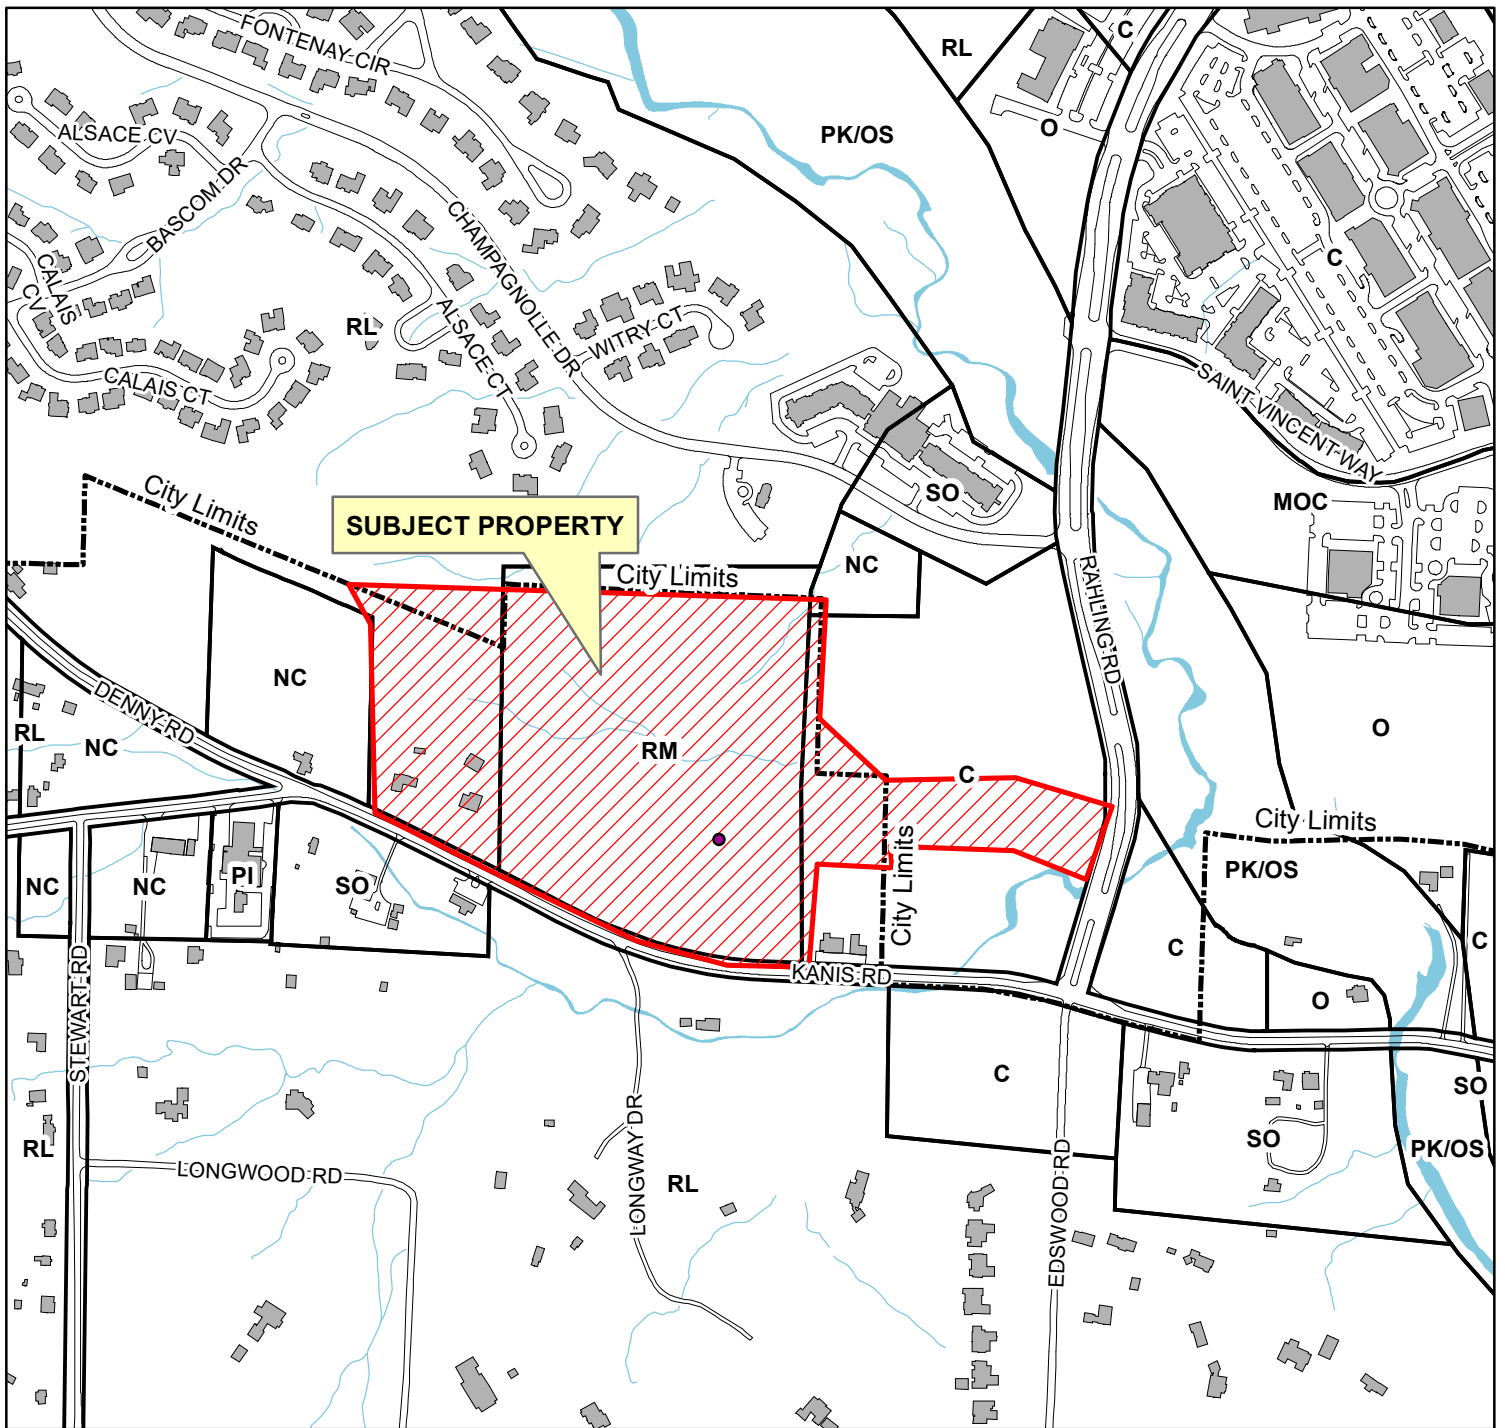 FONTENAY CIR
C
RL
ALSACE CV
PK/OS
O
BASCOM DR
CHAMPAGNOLLE DR
C
CALAIS
CV
ALSACE CT
RL
WITRY CT
CALAIS CT
SAINT VINCENT WAY
City Limits
SO
MOC
SUBJECT PROPERTY
City Limits
NC
RAHLING RD
NC
DENNY RD
RL
NC
RM
O
C
City Limits
City Limits
NC
NC
PI
SO
PK/OS
C
C
KANIS RD
O
STEWART RD
C
SO
RL
LONGWOOD RD
LONGWAY DR
RL
EDSWOOD RD
SO
PK/OS